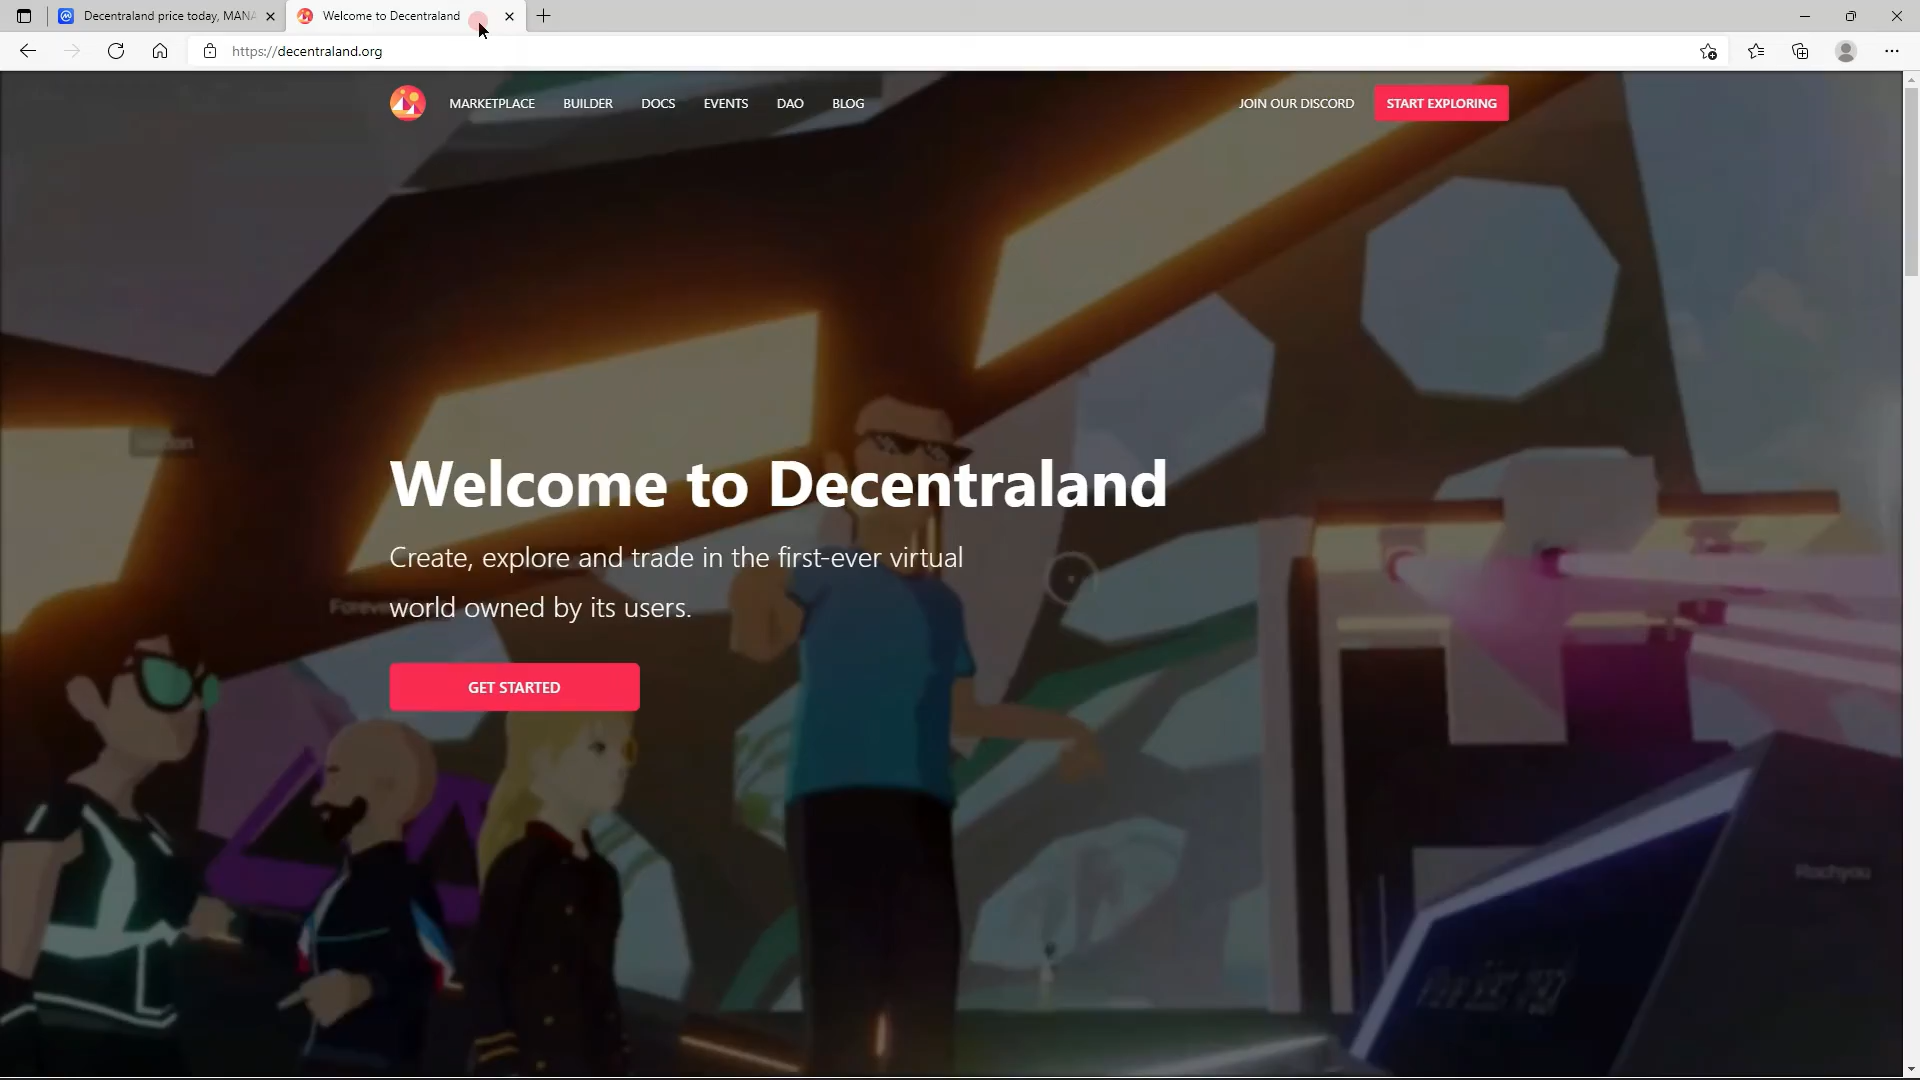 Decentraland price today, MANA
Welcome to Decentraland
https://decentraland.org
MARKETPLACE BUILDER DOCS EVENTS DAO BLOG JOIN OUR DISCORD START EXPLORING
Welcome to Decentraland
Create, explore and trade in the first-ever virtual
world owned by its users.
GET STARTED
Rochyou